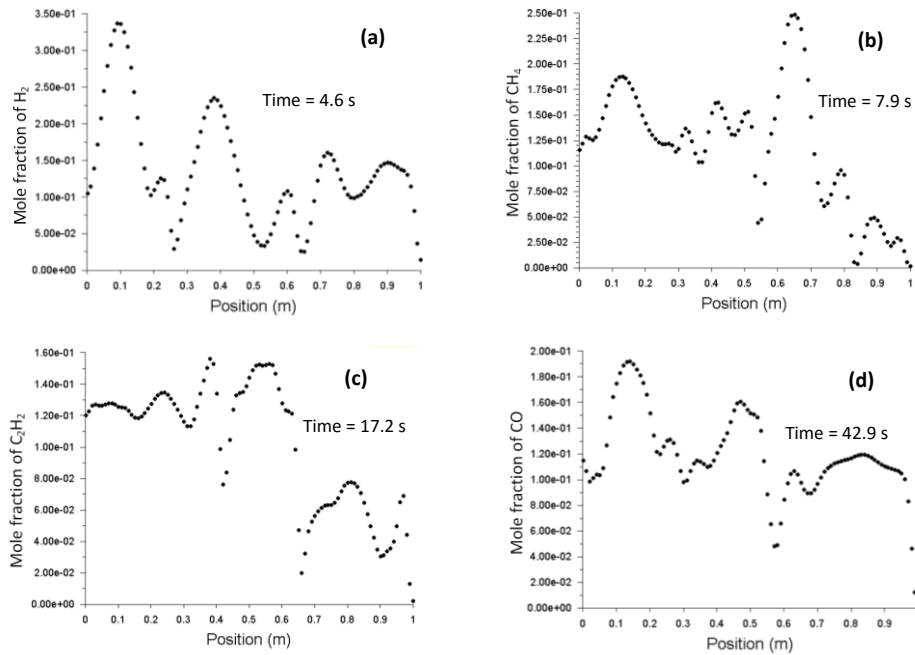 (a)
Time = 4.6 s
Mole fraction of H2
3.50e-01
3.00e-01
2.50e-01
2.00e-01
1.50e-01
1.00e-01
5.00e-02
0.00e+00
0 0.1 0.2 0.3 0.4 0.5 0.6 0.7 0.8 0.9 1
Position (m)
(b)
Time = 7.9 s
Mole fraction of CH4
2.50e-01
2.25e-01
2.00e-01
1.75e-01
1.50e-01
1.25e-01
1.00e-01
7.50e-02
5.00e-02
2.50e-02
0.00e+00
0 0.1 0.2 0.3 0.4 0.5 0.6 0.7 0.8 0.9 1
Position (m)
(c)
Time = 17.2 s
Mole fraction of C2H2
1.60e-01
1.40e-01
1.20e-01
1.00e-01
8.00e-02
6.00e-02
4.00e-02
2.00e-02
0.00e+00
0 0.1 0.2 0.3 0.4 0.5 0.6 0.7 0.8 0.9 1
Position (m)
(d)
Time = 42.9 s
Mole fraction of CO
2.00e-01
1.80e-01
1.60e-01
1.40e-01
1.20e-01
1.00e-01
8.00e-02
6.00e-02
4.00e-02
2.00e-02
0.00e+00
0 0.1 0.2 0.3 0.4 0.5 0.6 0.7 0.8 0.9
Position (m)